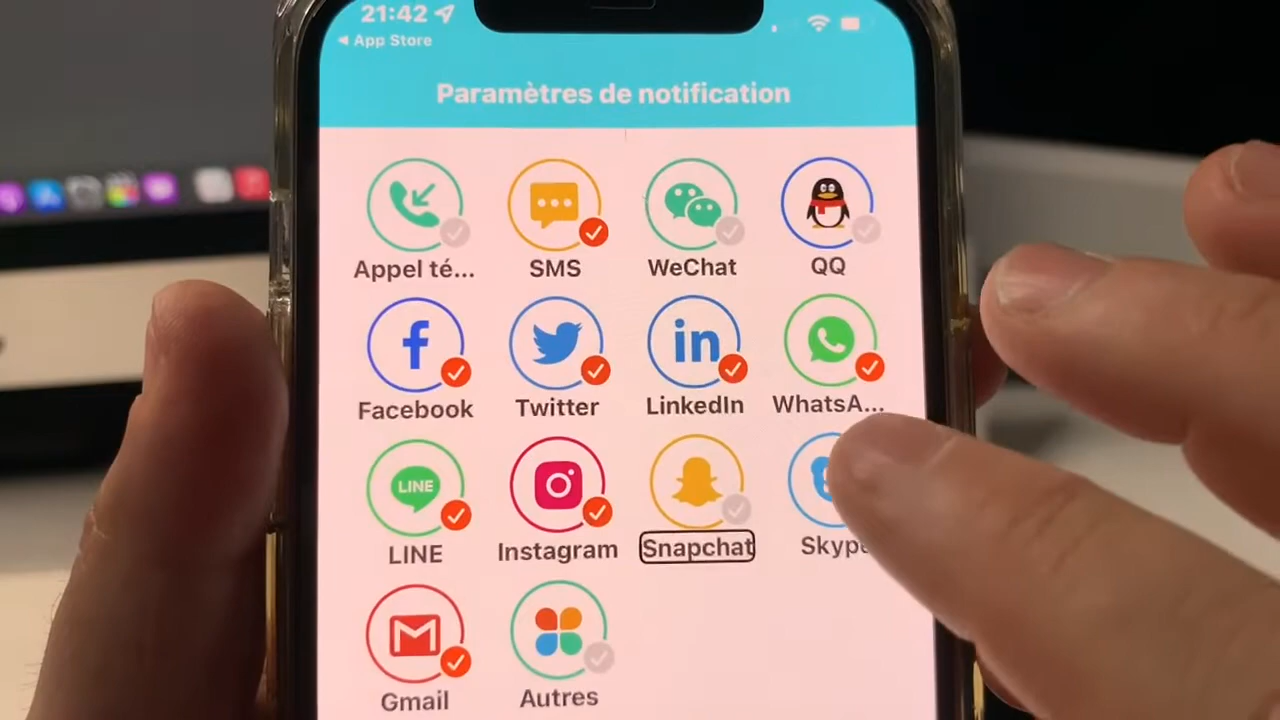 21:42
◂ App Store
Paramètres de notification
Appel té...
SMS
WeChat
QQ
Facebook
Twitter
LinkedIn
WhatsA...
LINE
LINE
Instagram
Snapchat
Skype
Gmail
Autres